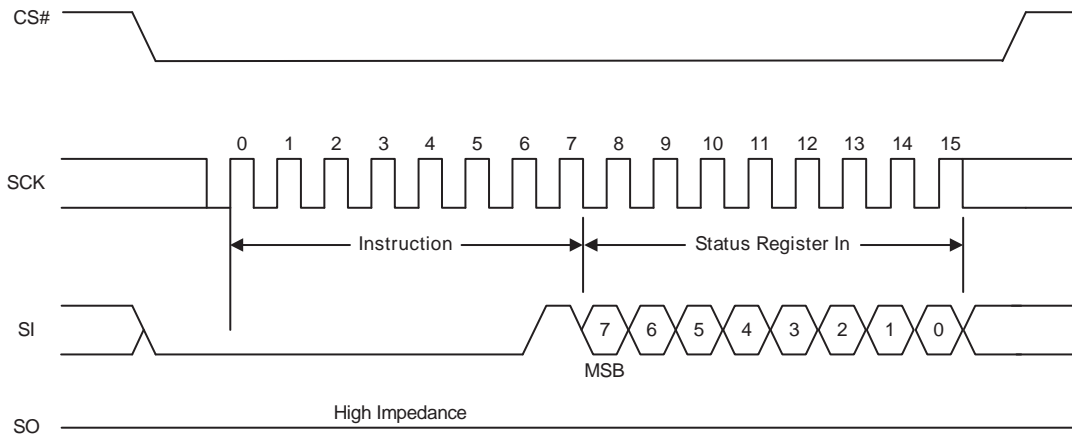 CS#
0 1 2 3 4 5 6 7 8 9 10 11 12 13 14 15
SCK
Instruction Status Register In
SI 7 6 5 4 3 2 1 0
MSB
High Impedance
SO